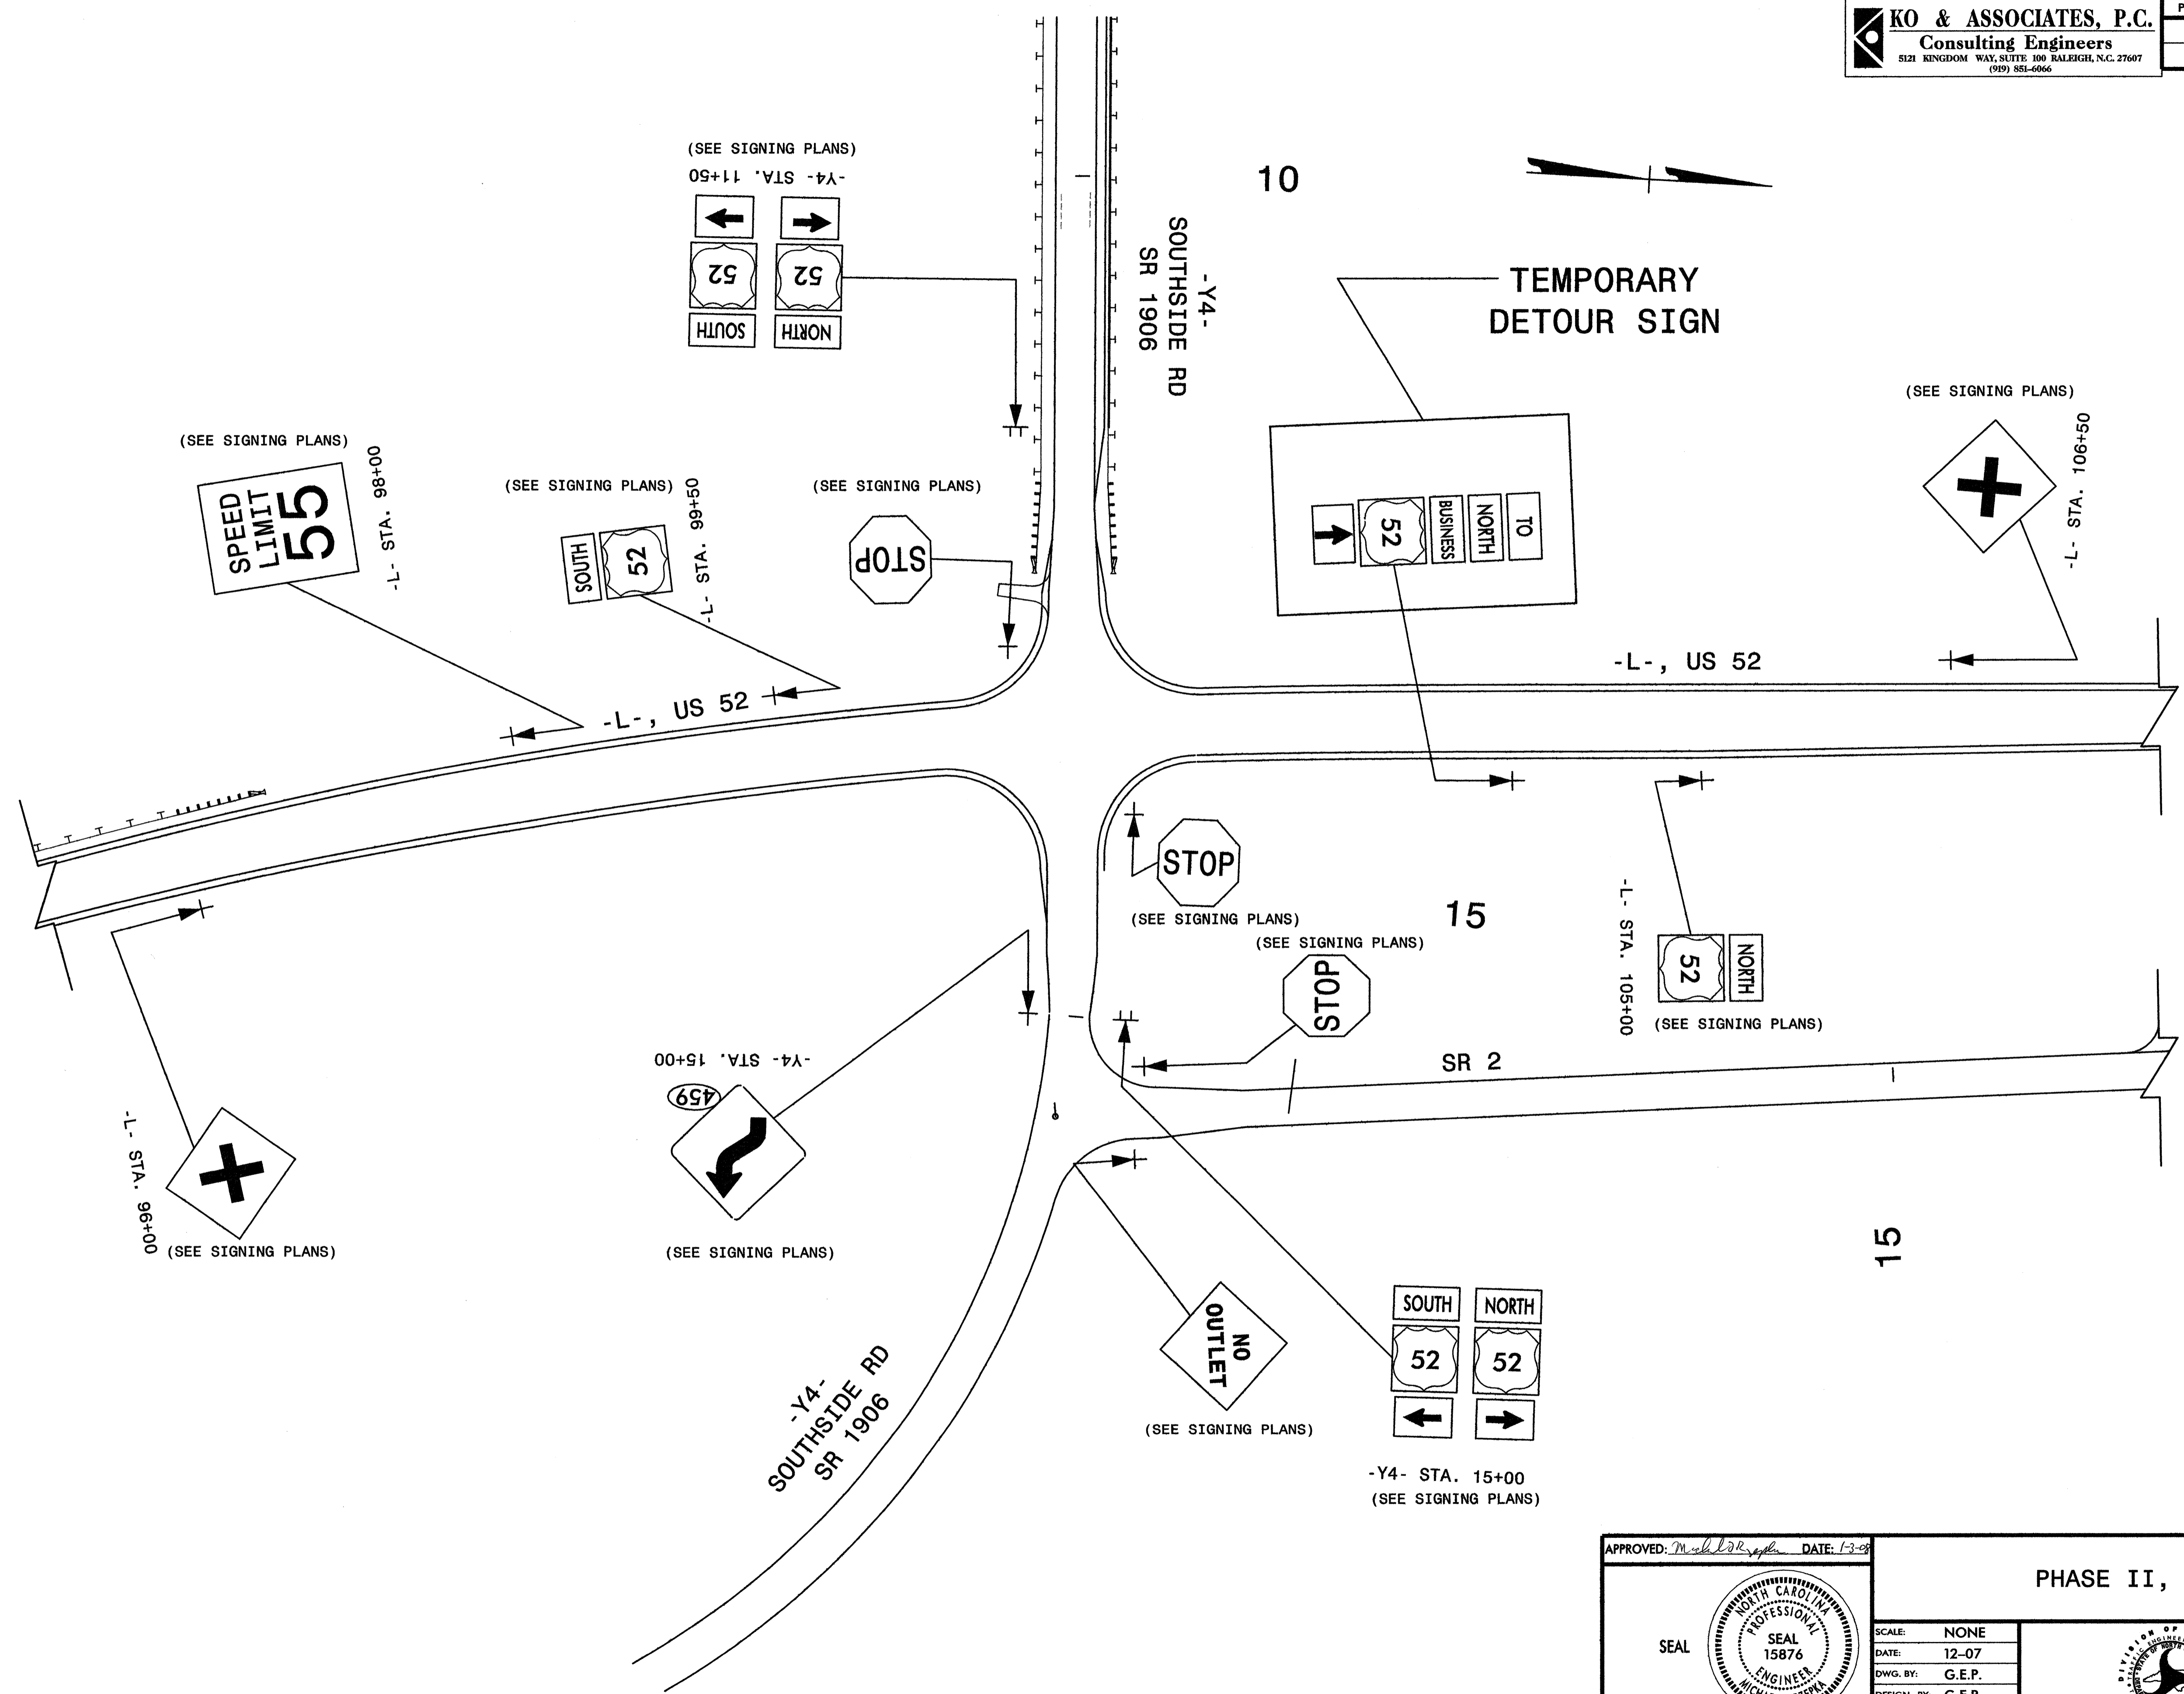 KO & ASSOCIATES, P.C.
Consulting Engineers
5121 KINGDOM WAY, SUITE 100 RALEIGH, N.C. 27607
(919) 851-6066
(SEE SIGNING PLANS)
-Y4- STA. 11+50
SOUTH
52
NORTH
52
10
-Y4-
SOUTHSIDE RD
SR 1906
TEMPORARY
DETOUR SIGN
TO
NORTH
BUSINESS
52
(SEE SIGNING PLANS)
-L- STA. 106+50
(SEE SIGNING PLANS)
SPEED
LIMIT
55
-L- STA. 98+00
(SEE SIGNING PLANS)
SOUTH
52
-L- STA. 99+50
(SEE SIGNING PLANS)
STOP
-L-, US 52
-L-, US 52
STOP
(SEE SIGNING PLANS)
15
(SEE SIGNING PLANS)
STOP
-L- STA. 105+00
NORTH
52
(SEE SIGNING PLANS)
SR 2
-Y4- STA. 15+00
459
(SEE SIGNING PLANS)
-L- STA. 96+00
(SEE SIGNING PLANS)
15
NO
OUTLET
(SEE SIGNING PLANS)
SOUTH
52
NORTH
52
-Y4- STA. 15+00
(SEE SIGNING PLANS)
-Y4-
SOUTHSIDE RD
SR 1906
APPROVED: DATE: 1-3-08
PHASE II,
SEAL
NORTH CAROLINA
PROFESSIONAL
SEAL
15876
ENGINEER
SCALE: NONE
DATE: 12-07
DWG. BY: G.E.P.
DESIGN BY: G.E.P.
DIVISION OF